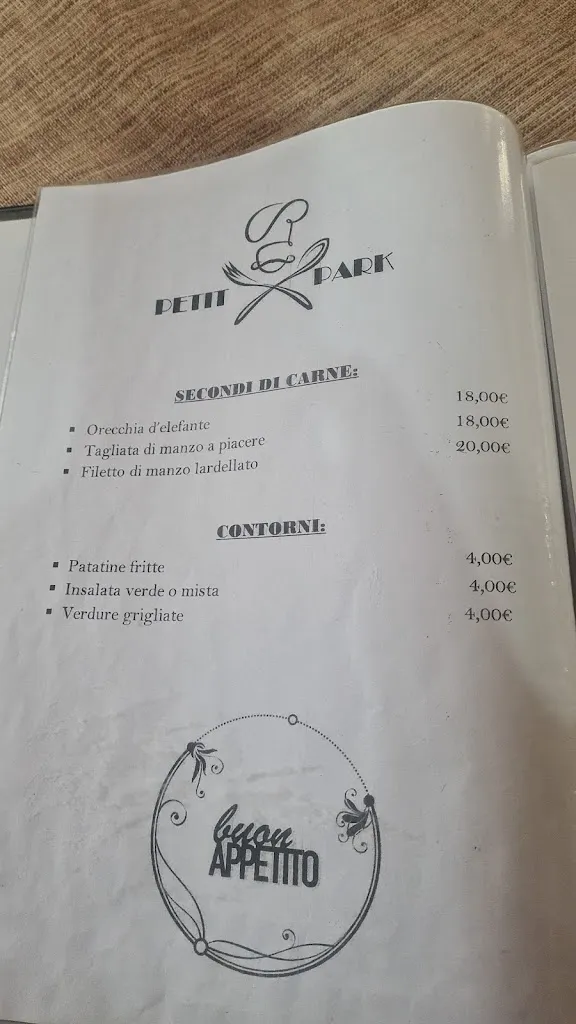 PETIT PARK
SECONDI DI CARNE:
▪ Orecchia d'elefante 18,00€
▪ Tagliata di manzo a piacere 18,00€
▪ Filetto di manzo lardellato 20,00€
CONTORNI:
▪ Patatine fritte 4,00€
▪ Insalata verde o mista 4,00€
▪ Verdure grigliate 4,00€
buon
APPETITO